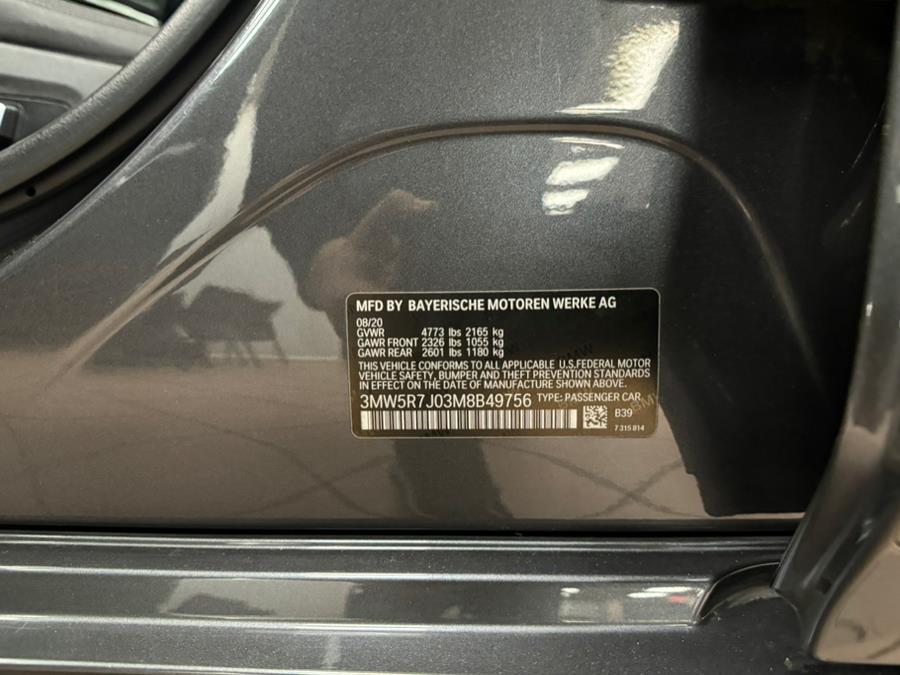 MFD BY BAYERISCHE MOTOREN WERKE AG
08/20
GVWR 4773 lbs 2165 kg
GAWR FRONT 2326 lbs 1055 kg
GAWR REAR 2601 lbs 1180 kg
THIS VEHICLE CONFORMS TO ALL APPLICABLE U.S.FEDERAL MOTOR
VEHICLE SAFETY, BUMPER AND THEFT PREVENTION STANDARDS
IN EFFECT ON THE DATE OF MANUFACTURE SHOWN ABOVE.
3MW5R7J03M8B49756 TYPE: PASSENGER CAR
B39
7 315 814